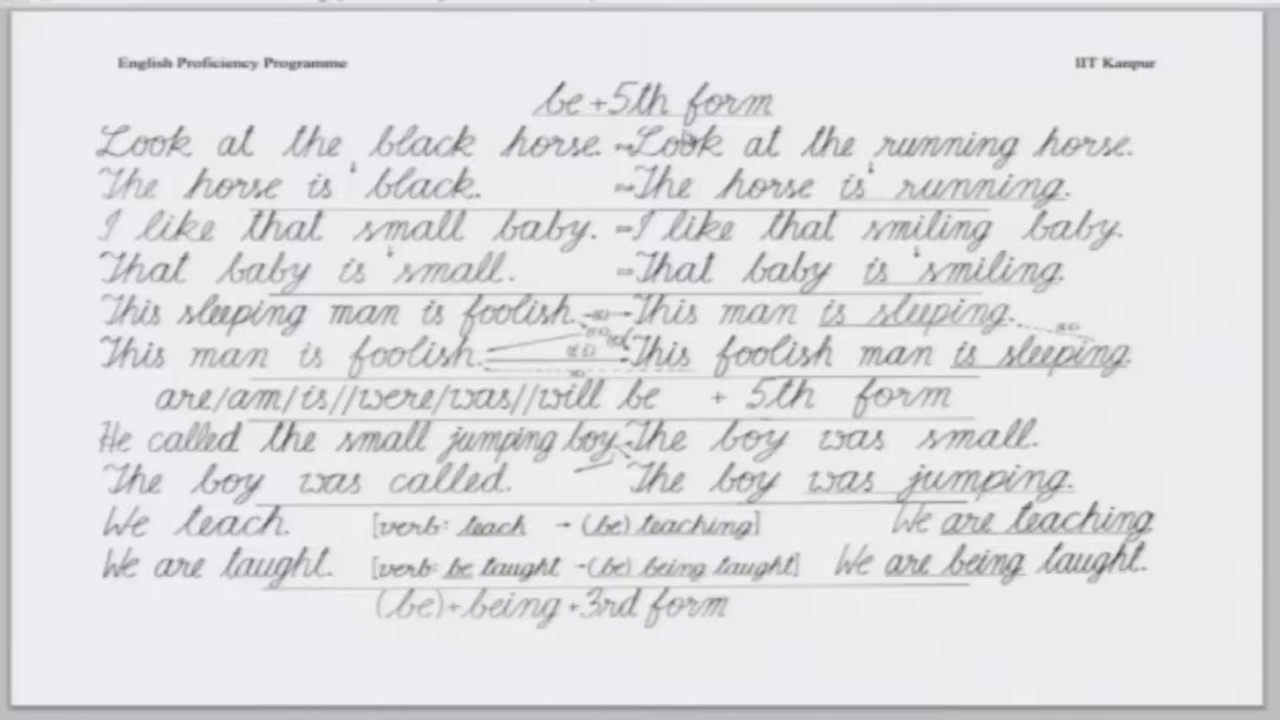 English Proficiency Programme IIT Kanpur
be + 5th form
Look at the black horse. Look at the running horse.
The horse is black. The horse is running.
I like that small baby. I like that smiling baby.
That baby is small. That baby is smiling.
This sleeping man is foolish. This man is sleeping.
This man is foolish. This foolish man is sleeping.
are/am/is//were/was//will be + 5th form
He called the small jumping boy. The boy was small.
The boy was called. The boy was jumping.
We teach. [verb: teach → (be) teaching] We are teaching
We are taught. [verb: be taught → (be) being taught] We are being taught.
(be) + being + 3rd form